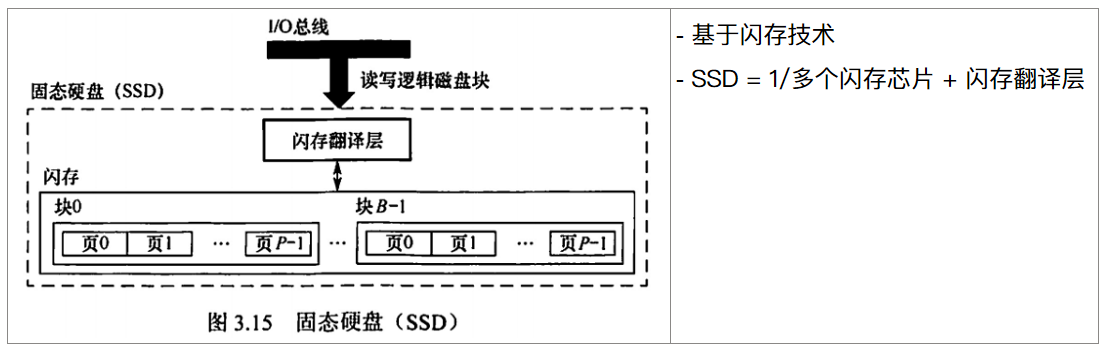 I/O总线
读写逻辑磁盘块
固态硬盘（SSD）
闪存翻译层
闪存
块0 块B-1
页0 页1 … 页P-1 … 页0 页1 … 页P-1
图 3.15 固态硬盘（SSD）
- 基于闪存技术
- SSD = 1/多个闪存芯片 + 闪存翻译层